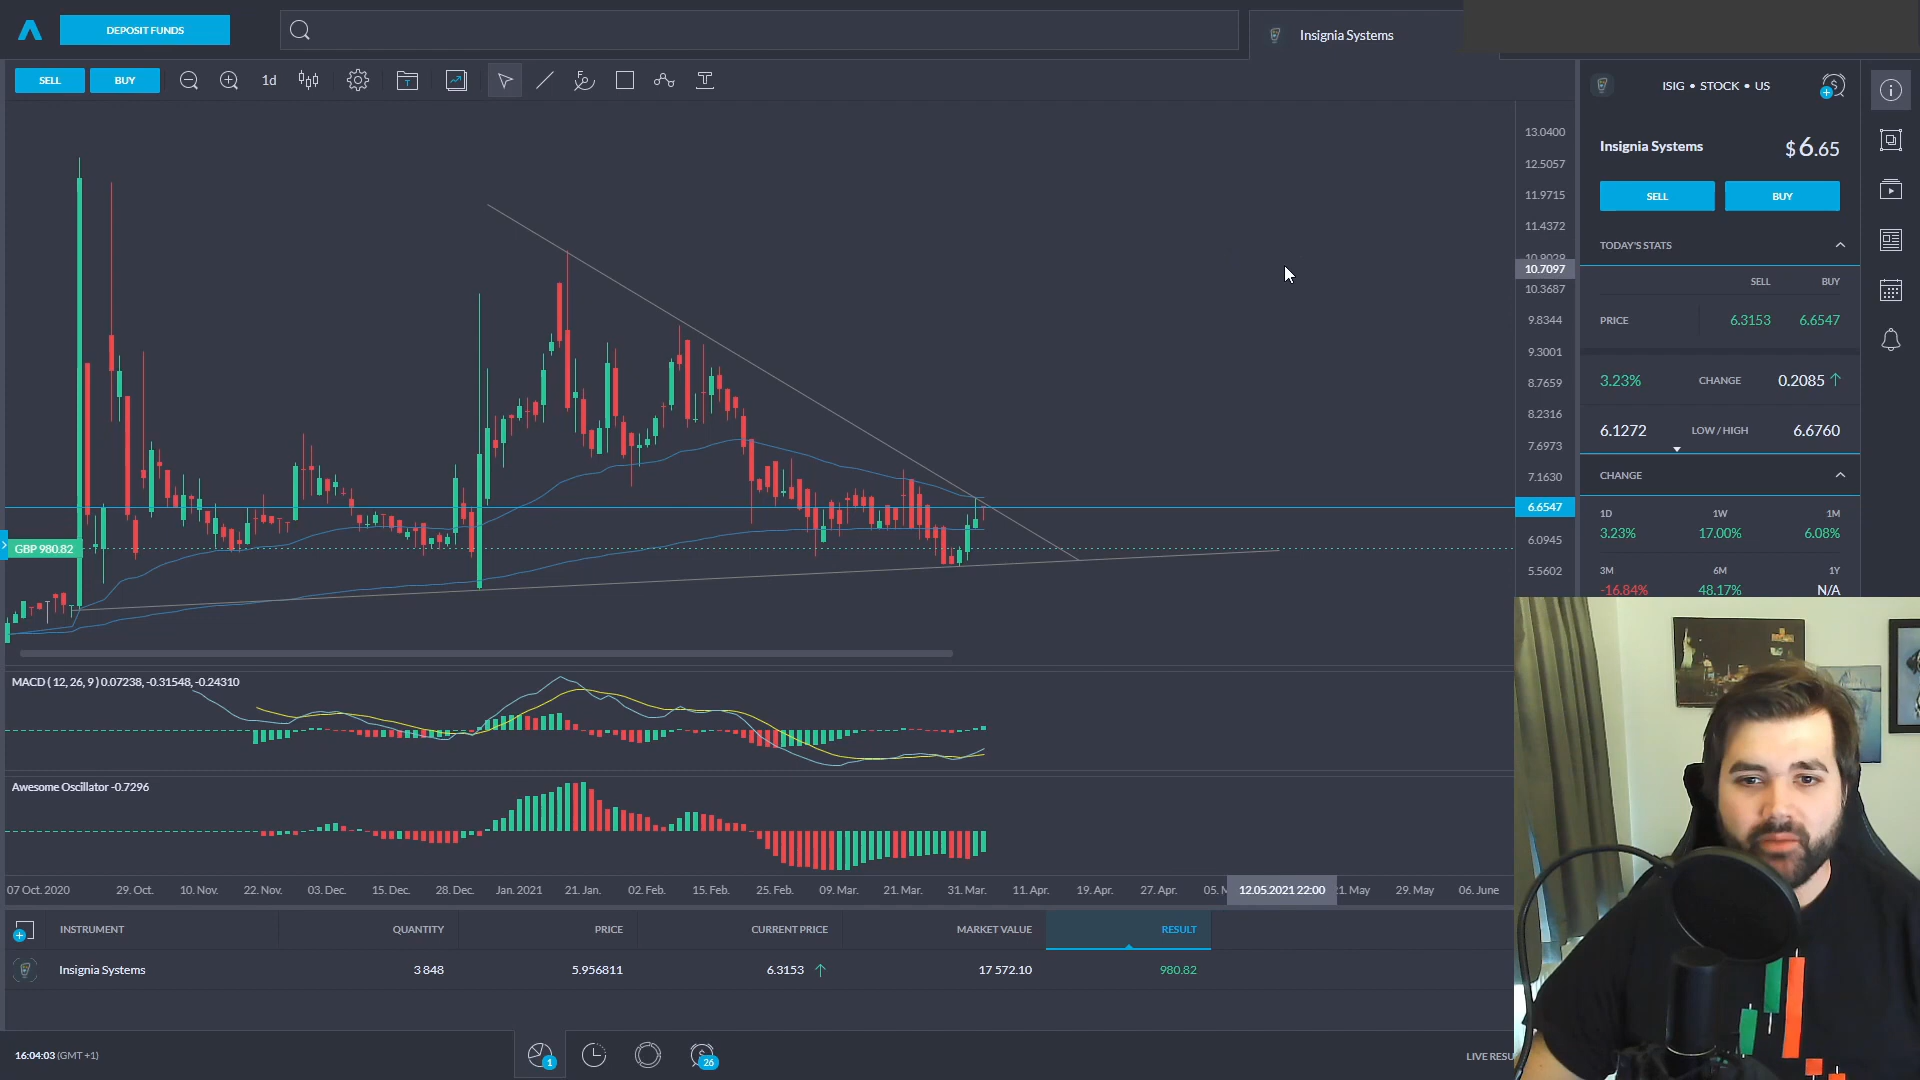 DEPOSIT FUNDS
Insignia Systems
SELL BUY 1d
ISIG • STOCK • US
Insignia Systems $6.65
SELL BUY
TODAY'S STATS
SELL BUY
PRICE 6.3153 6.6547
3.23% CHANGE 0.2085
6.1272 LOW / HIGH 6.6760
CHANGE
1D 1W 1M
3.23% 17.00% 6.08%
3M 6M 1Y
-16.84% 48.17% N/A
13.0400
12.5057
11.9715
11.4372
10.7097
10.3687
9.8344
9.3001
8.7659
8.2316
7.6973
7.1630
6.6547
6.0945
5.5602
GBP 980.82
MACD ( 12, 26, 9 ) 0.07238, -0.31548, -0.24310
Awesome Oscillator -0.7296
07 Oct. 2020 29. Oct. 10. Nov. 22. Nov. 03. Dec. 15. Dec. 28. Dec. Jan. 2021 21. Jan. 02. Feb. 15. Feb. 25. Feb. 09. Mar. 21. Mar. 31. Mar. 11. Apr. 19. Apr. 27. Apr. 05. M 12.05.2021 22:00 1. May 29. May 06. June
INSTRUMENT QUANTITY PRICE CURRENT PRICE MARKET VALUE RESULT
Insignia Systems 3 848 5.956811 6.3153 17 572.10 980.82
16:04:03 (GMT +1) 1 26 LIVE RESU